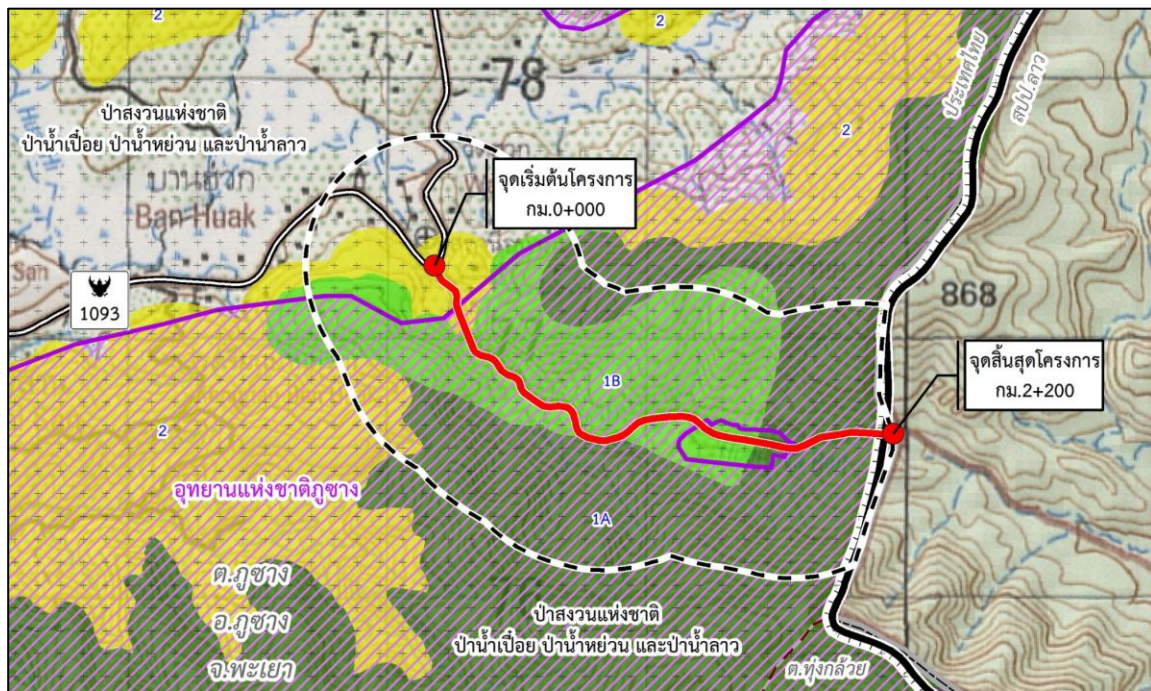 2
2
78
ประเทศไทย
สปป.ลาว
ป่าสงวนแห่งชาติ
ป่าน้ำเปื๋อย ป่าน้ำหย่วน และป่าน้ำลาว
2
จุดเริ่มต้นโครงการ
กม.0+000
บานฮวก
Ban Huak
San
1093
868
จุดสิ้นสุดโครงการ
กม.2+200
1B
2
อุทยานแห่งชาติภูซาง
1A
ต.ภูซาง
อ.ภูซาง
จ.พะเยา
ป่าสงวนแห่งชาติ
ป่าน้ำเปื๋อย ป่าน้ำหย่วน และป่าน้ำลาว
ต.ทุ่งกล้วย